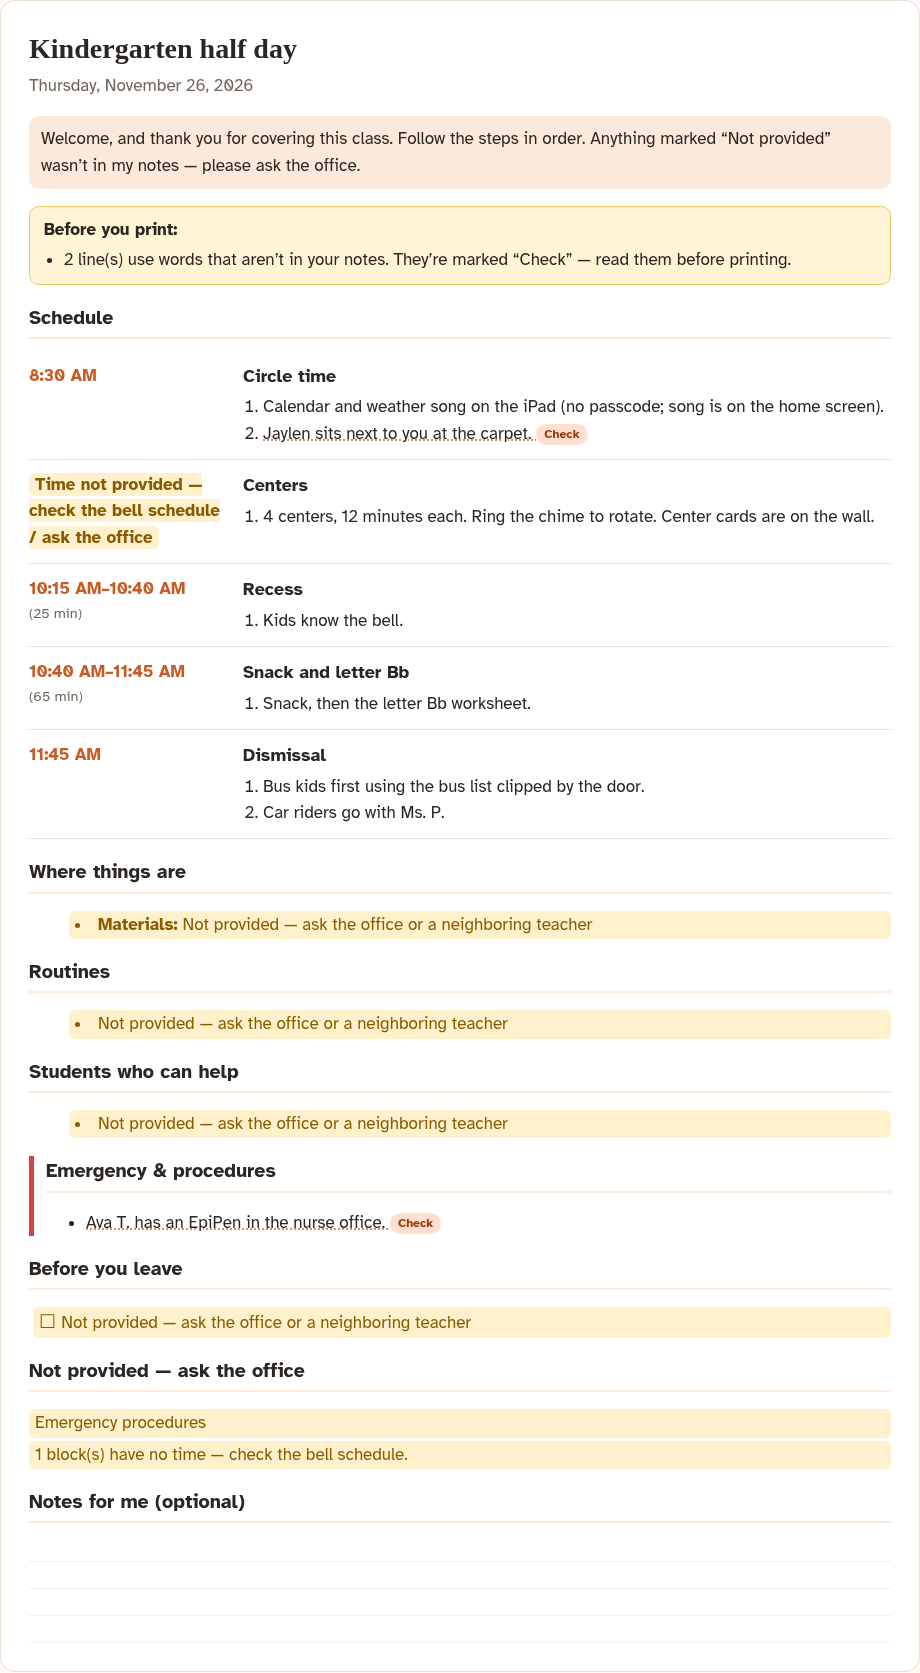 Kindergarten half day
Thursday, November 26, 2026
Welcome, and thank you for covering this class. Follow the steps in order. Anything marked “Not provided”
wasn’t in my notes — please ask the office.
Before you print:
• 2 line(s) use words that aren’t in your notes. They’re marked “Check” — read them before printing.
Schedule
8:30 AM
Circle time
1. Calendar and weather song on the iPad (no passcode; song is on the home screen).
2. Jaylen sits next to you at the carpet. Check
Time not provided —
check the bell schedule
/ ask the office
Centers
1. 4 centers, 12 minutes each. Ring the chime to rotate. Center cards are on the wall.
10:15 AM–10:40 AM
(25 min)
Recess
1. Kids know the bell.
10:40 AM–11:45 AM
(65 min)
Snack and letter Bb
1. Snack, then the letter Bb worksheet.
11:45 AM
Dismissal
1. Bus kids first using the bus list clipped by the door.
2. Car riders go with Ms. P.
Where things are
• Materials: Not provided — ask the office or a neighboring teacher
Routines
• Not provided — ask the office or a neighboring teacher
Students who can help
• Not provided — ask the office or a neighboring teacher
Emergency & procedures
• Ava T. has an EpiPen in the nurse office. Check
Before you leave
☐ Not provided — ask the office or a neighboring teacher
Not provided — ask the office
Emergency procedures
1 block(s) have no time — check the bell schedule.
Notes for me (optional)